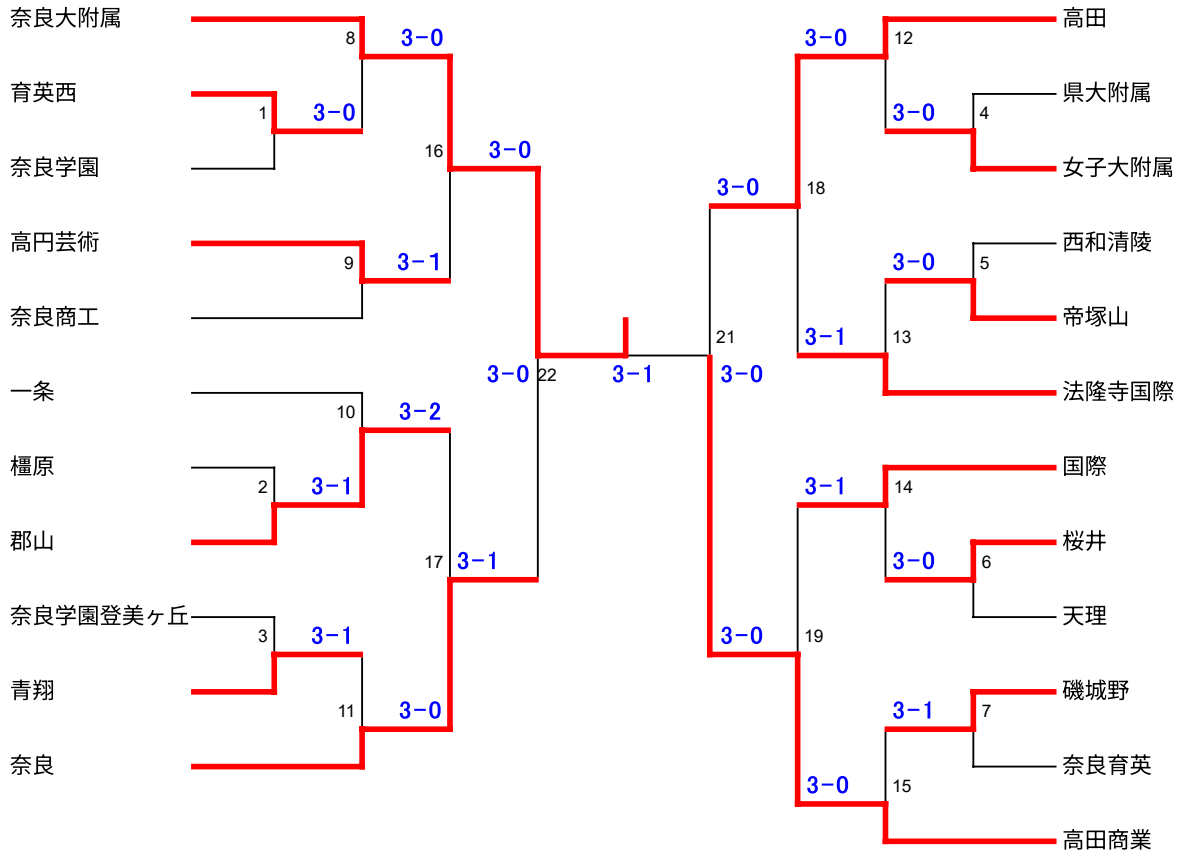 奈良大附属
8
3-0
育英西
1
3-0
奈良学園
16
3-0
高円芸術
9
3-1
奈良商工
一条
10
3-2
橿原
2
3-1
郡山
17
3-1
奈良学園登美ヶ丘
3
3-1
青翔
11
3-0
奈良
3-0
22
3-1
3-0
21
3-0
高田
12
3-0
県大附属
4
3-0
女子大附属
18
3-0
西和清陵
5
3-0
帝塚山
13
3-1
法隆寺国際
国際
14
3-1
桜井
6
3-0
天理
19
3-0
磯城野
7
3-1
奈良育英
15
3-0
高田商業